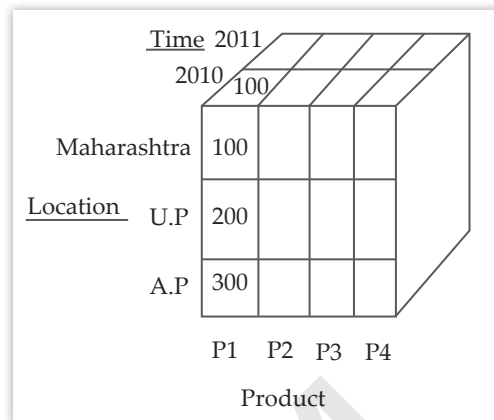 Time 2011
2010
100
Maharashtra 100
Location U.P 200
A.P 300
P1 P2 P3 P4
Product